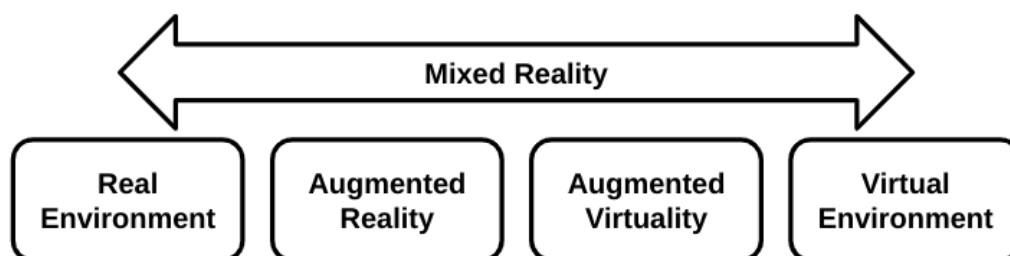 Mixed Reality
Real
Environment
Augmented
Reality
Augmented
Virtuality
Virtual
Environment